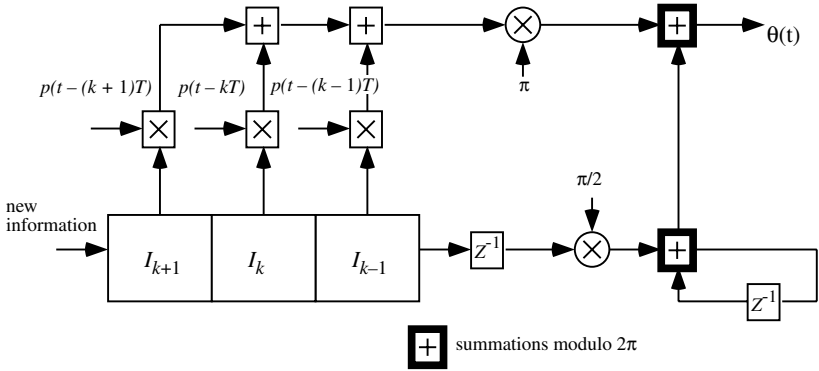 + + × + θ(t)
π
p(t – (k + 1)T) p(t – kT) p(t – (k – 1)T)
× × ×
π/2
new
information
I_{k+1} I_k I_{k–1} Z^{-1} × +
Z^{-1}
+ summations modulo 2π